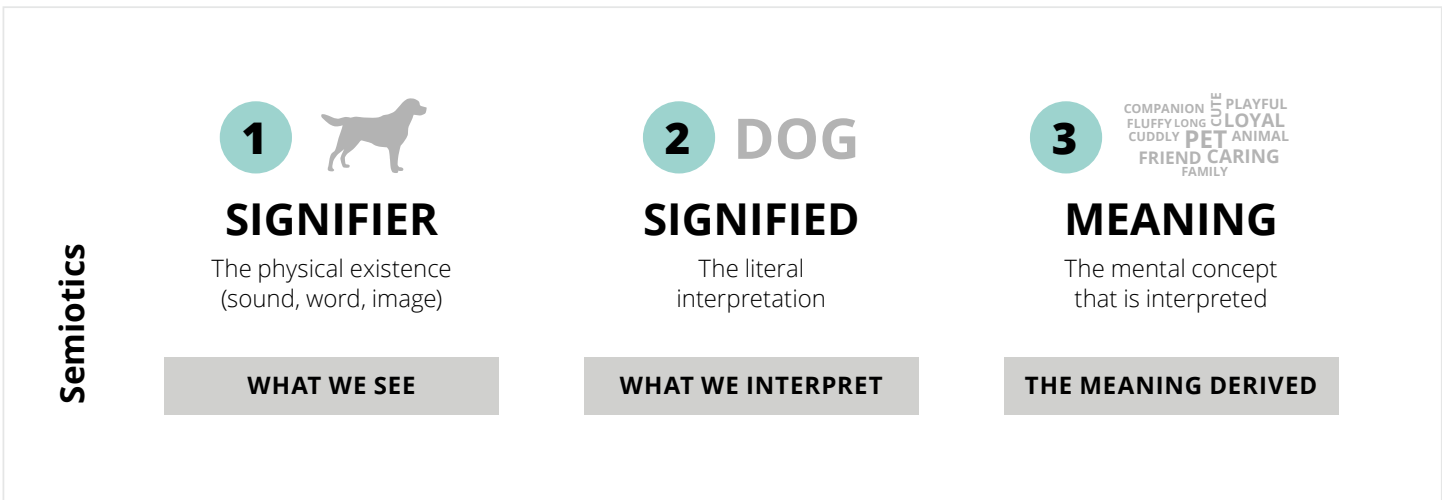 Semiotics
1
SIGNIFIER
The physical existence
(sound, word, image)
WHAT WE SEE
2
DOG
SIGNIFIED
The literal
interpretation
WHAT WE INTERPRET
3
COMPANION CUTE PLAYFUL
FLUFFY LONG LOYAL
CUDDLY PET ANIMAL
FRIEND CARING
FAMILY
MEANING
The mental concept
that is interpreted
THE MEANING DERIVED